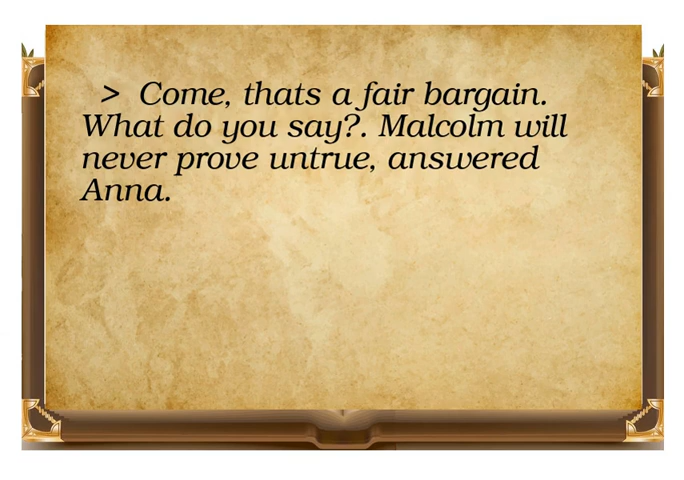 > Come, thats a fair bargain.
What do you say?. Malcolm will
never prove untrue, answered
Anna.